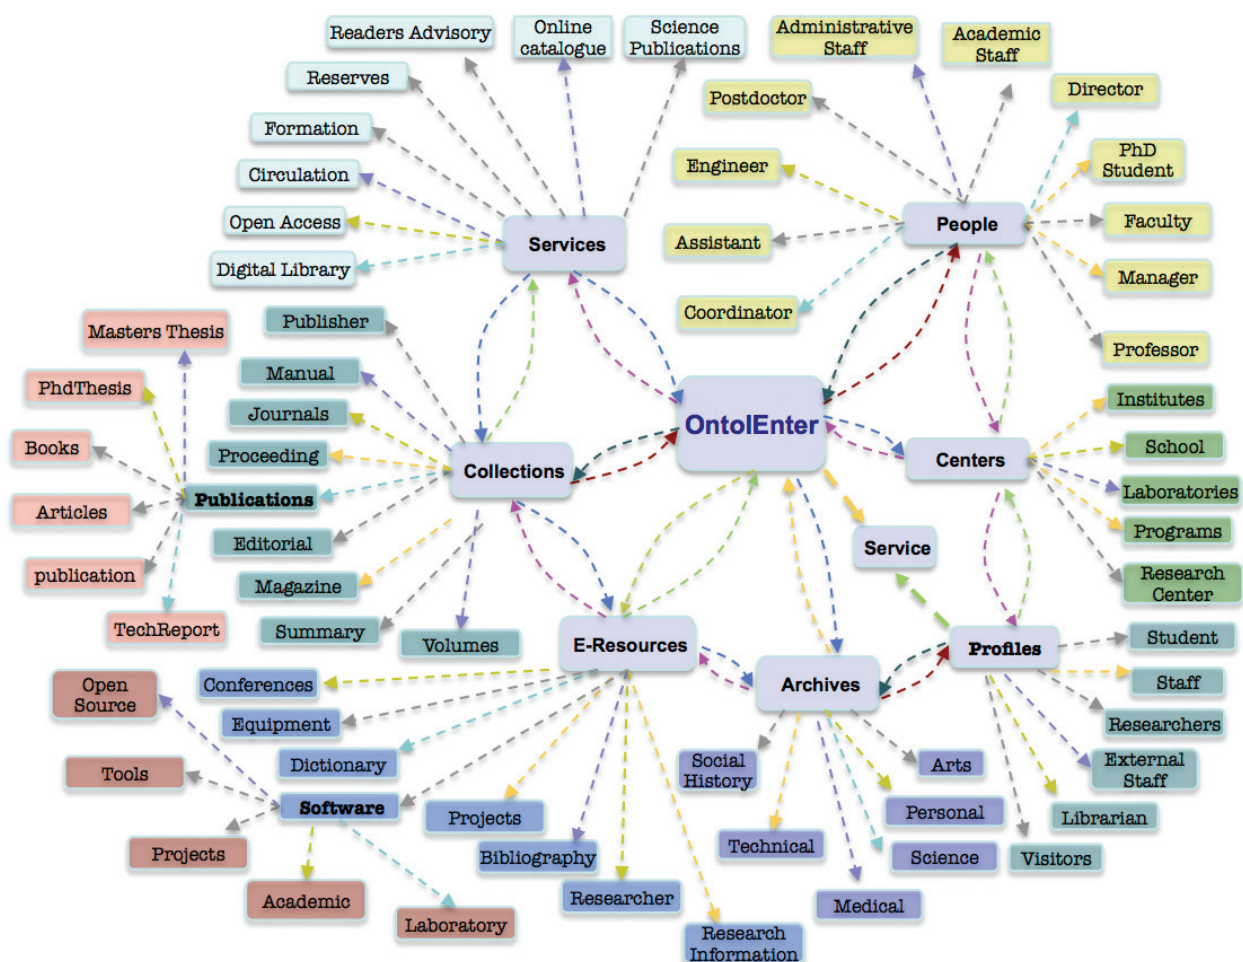 Readers Advisory
Online
catalogue
Science
Publications
Administrative
Staff
Academic
Staff
Reserves
Postdoctor
Director
Formation
Engineer
PhD
Student
Circulation
Open Access
Services
People
Faculty
Assistant
Digital Library
Manager
Coordinator
Publisher
Masters Thesis
Professor
Manual
PhdThesis
Institutes
Journals
OntolEnter
School
Books
Proceeding
Collections
Centers
Laboratories
Publications
Articles
Programs
Editorial
Service
publication
Magazine
Research
Center
TechReport
Summary
Volumes
E-Resources
Profiles
Student
Open
Source
Conferences
Archives
Staff
Equipment
Researchers
Social
History
Arts
External
Staff
Tools
Dictionary
Software
Projects
Personal
Librarian
Projects
Bibliography
Technical
Science
Visitors
Academic
Researcher
Laboratory
Medical
Research
Information